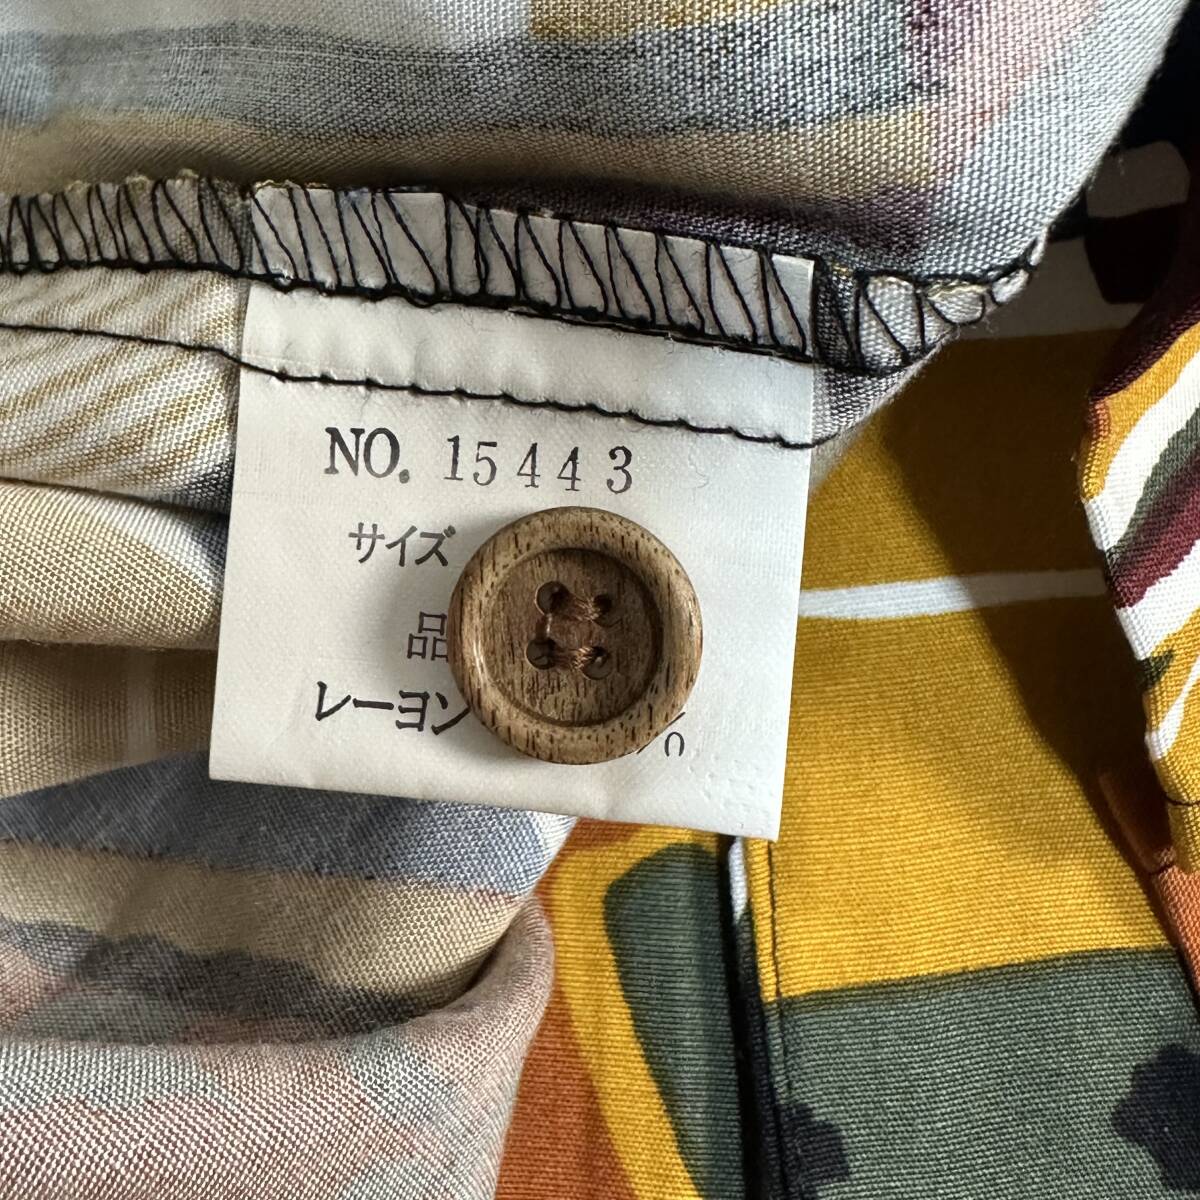 NO. 15443
サイズ
品
レーヨン %